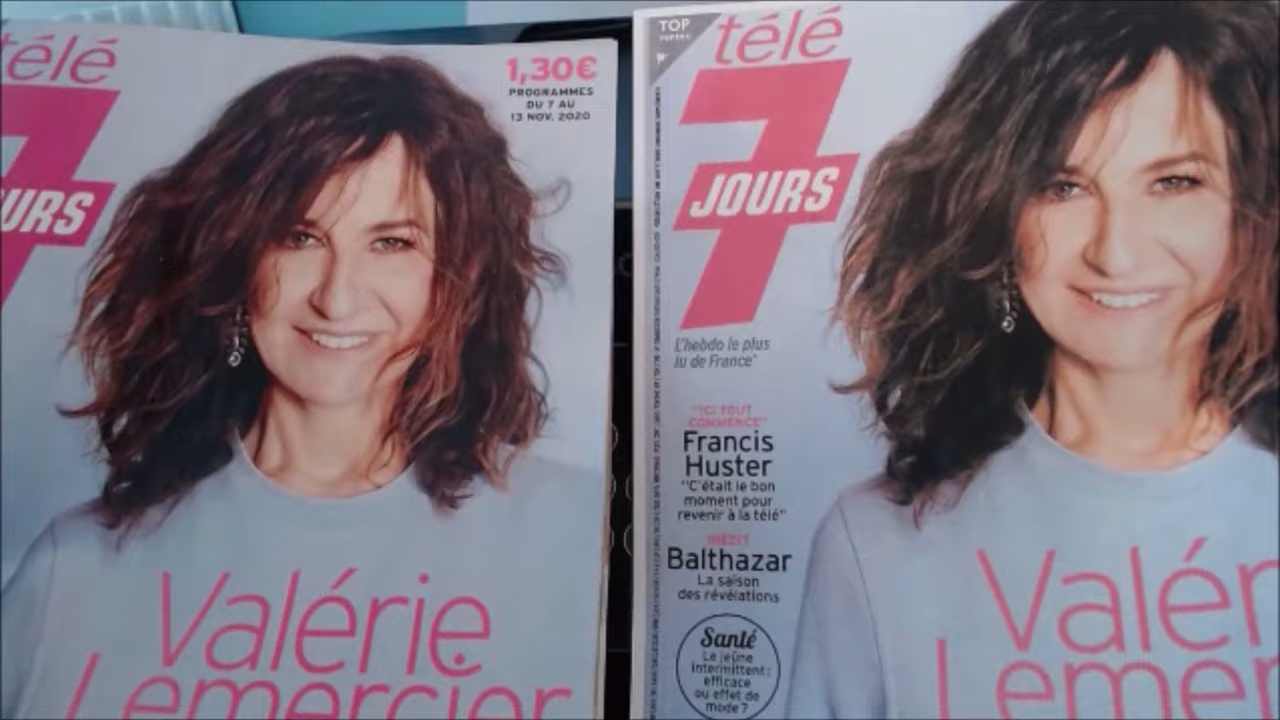 télé
7
URS
1,30€
PROGRAMMES
DU 7 AU
13 NOV. 2020
Valérie
Lemercier
TOP
télé
7
JOURS
L'hebdo le plus
lu de France*
"ICI TOUT
COMMENCE"
Francis
Huster
"C'était le bon
moment pour
revenir à la télé"
INÉDIT
Balthazar
La saison
des révélations
Santé
Le jeûne
intermittent :
efficace
ou effet de
mode ?
Valér
Lemer